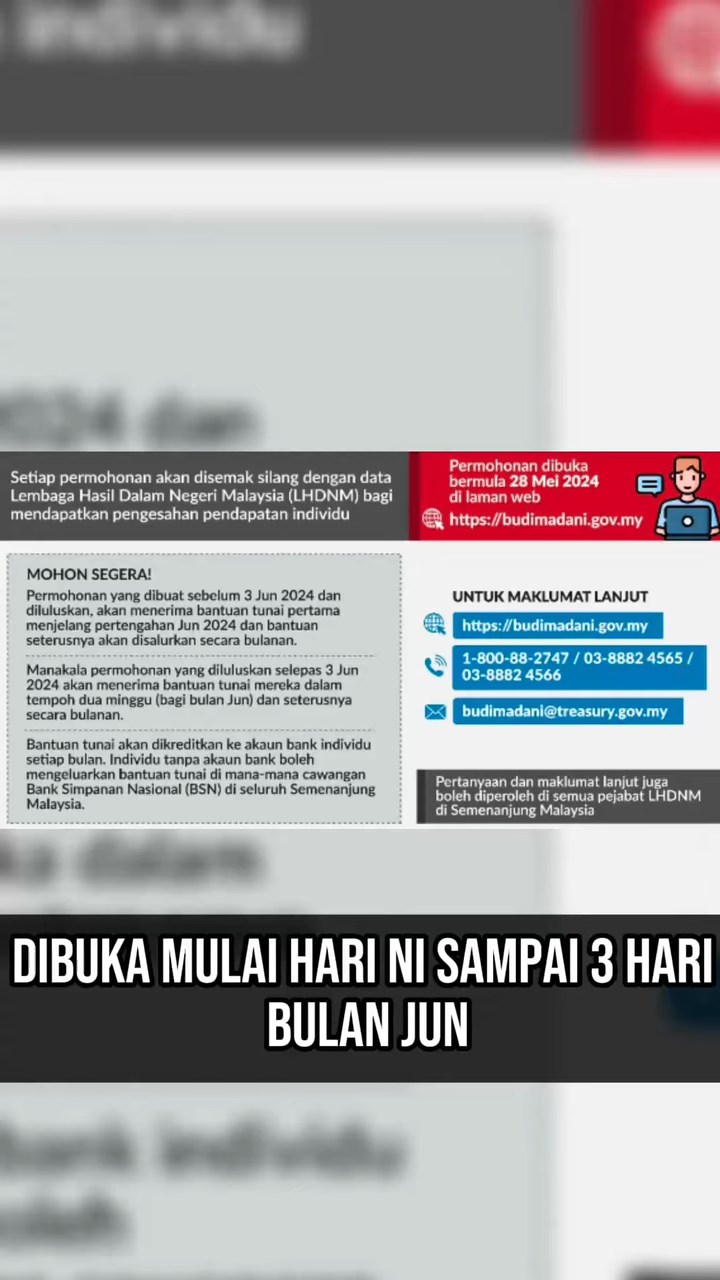 individu
2024 dan
Setiap permohonan akan disemak silang dengan data
Lembaga Hasil Dalam Negeri Malaysia (LHDNM) bagi
mendapatkan pengesahan pendapatan individu
Permohonan dibuka
bermula 28 Mei 2024
di laman web
https://budimadani.gov.my
MOHON SEGERA!
Permohonan yang dibuat sebelum 3 Jun 2024 dan
diluluskan, akan menerima bantuan tunai pertama
menjelang pertengahan Jun 2024 dan bantuan
seterusnya akan disalurkan secara bulanan.
Manakala permohonan yang diluluskan selepas 3 Jun
2024 akan menerima bantuan tunai mereka dalam
tempoh dua minggu (bagi bulan Jun) dan seterusnya
secara bulanan.
Bantuan tunai akan dikreditkan ke akaun bank individu
setiap bulan. Individu tanpa akaun bank boleh
mengeluarkan bantuan tunai di mana-mana cawangan
Bank Simpanan Nasional (BSN) di seluruh Semenanjung
Malaysia.
UNTUK MAKLUMAT LANJUT
https://budimadani.gov.my
1-800-88-2747 / 03-8882 4565 /
03-8882 4566
budimadani@treasury.gov.my
Pertanyaan dan maklumat lanjut juga
boleh diperoleh di semua pejabat LHDNM
di Semenanjung Malaysia
dalam
DIBUKA MULAI HARI NI SAMPAI 3 HARI
BULAN JUN
bank individu
boleh